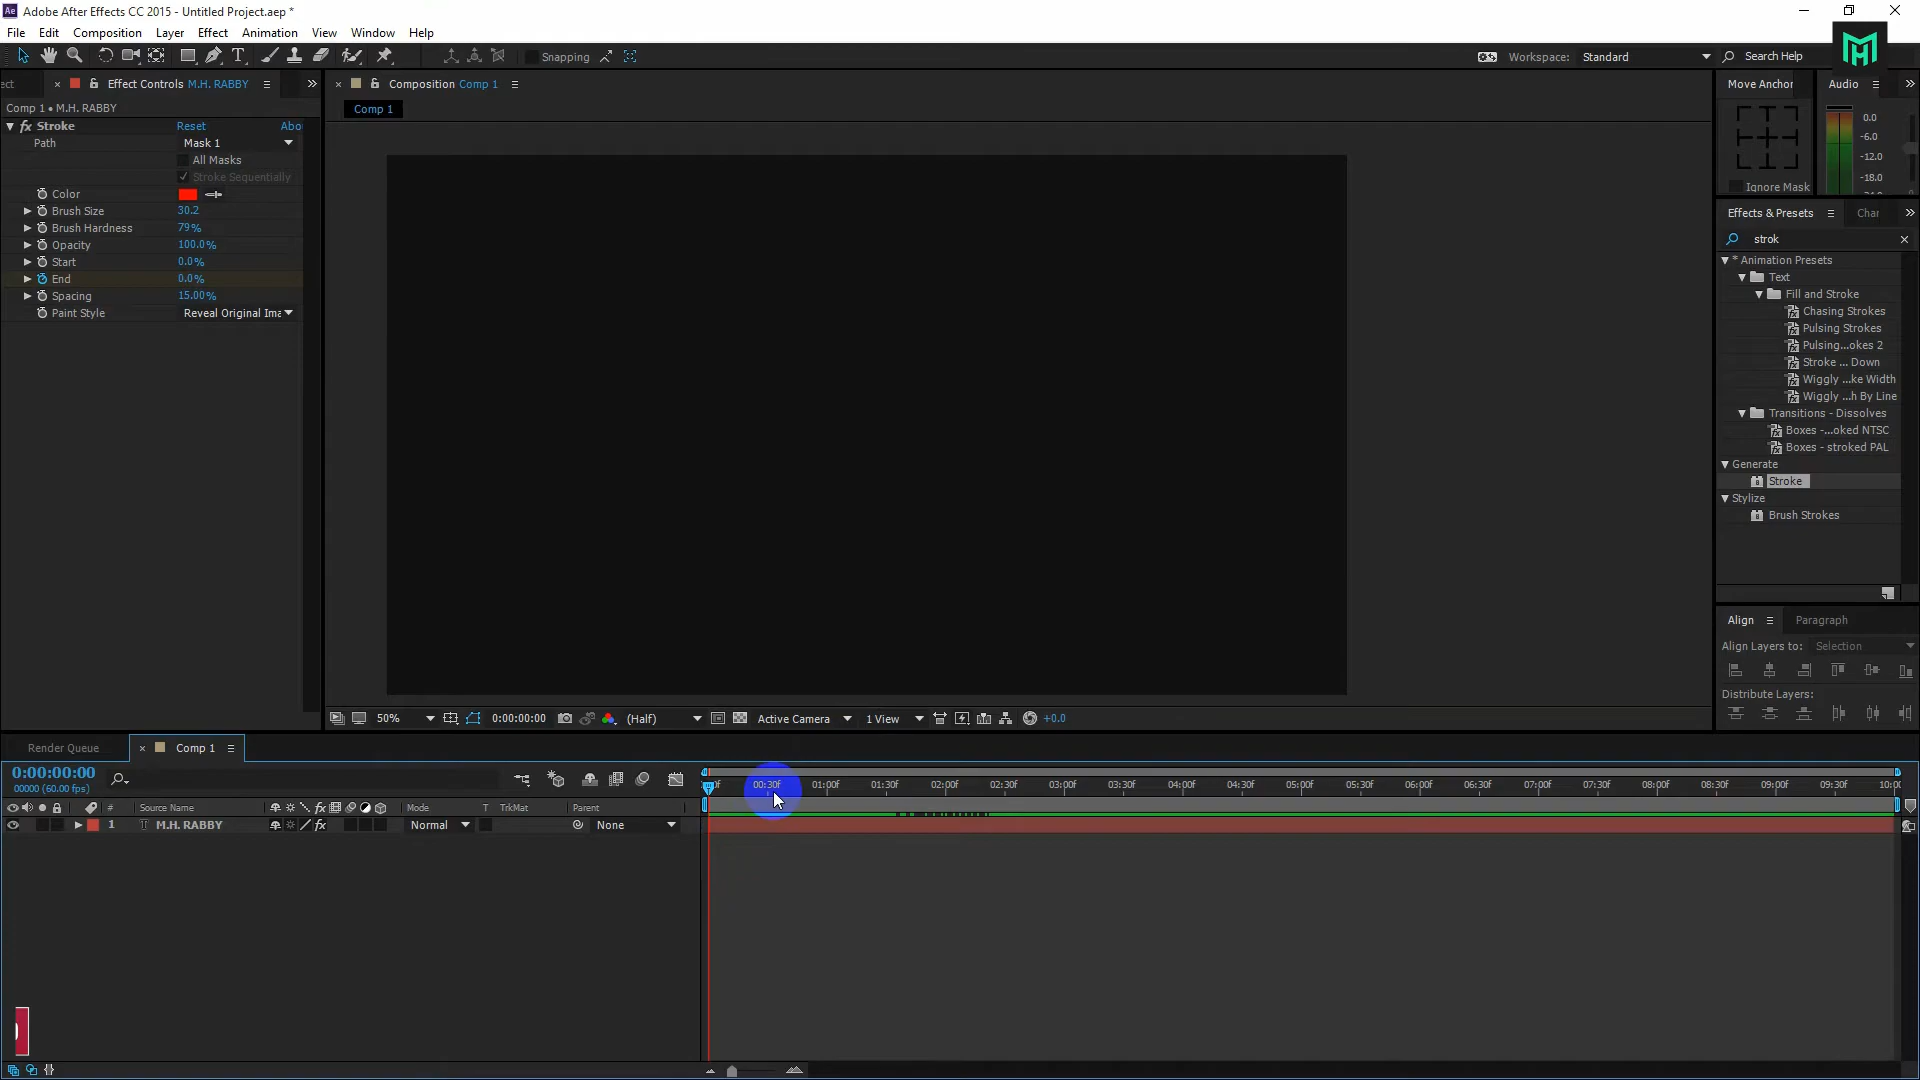 Adobe After Effects CC 2015 - Untitled Project.aep *
File Edit Composition Layer Effect Animation View Window Help
Snapping Workspace: Standard Search Help
Effect Controls M.H. RABBY
Composition Comp 1
Move Anchor Audio
Comp 1 • M.H. RABBY
Comp 1
0.0
-6.0
-12.0
-18.0
Ignore Mask
fx Stroke Reset Abo
Path Mask 1
All Masks
Stroke Sequentially
Color
Brush Size 30.2
Brush Hardness 79%
Opacity 100.0%
Start 0.0%
End 0.0%
Spacing 15.00%
Paint Style Reveal Original Ima
Effects & Presets Char
strok
* Animation Presets
Text
Fill and Stroke
Chasing Strokes
Pulsing Strokes
Pulsing...okes 2
Stroke ... Down
Wiggly ...ke Width
Wiggly ...h By Line
Transitions - Dissolves
Boxes -...oked NTSC
Boxes - stroked PAL
Generate
Stroke
Stylize
Brush Strokes
Align Paragraph
Align Layers to: Selection
Distribute Layers:
50% 0:00:00:00 (Half) Active Camera 1 View +0.0
Render Queue Comp 1
0:00:00:00
00000 (60.00 fps)
00:30f 01:00f 01:30f 02:00f 02:30f 03:00f 03:30f 04:00f 04:30f 05:00f 05:30f 06:00f 06:30f 07:00f 07:30f 08:00f 08:30f 09:00f 09:30f 10:00
# Source Name Mode T TrkMat Parent
1 T M.H. RABBY fx Normal None